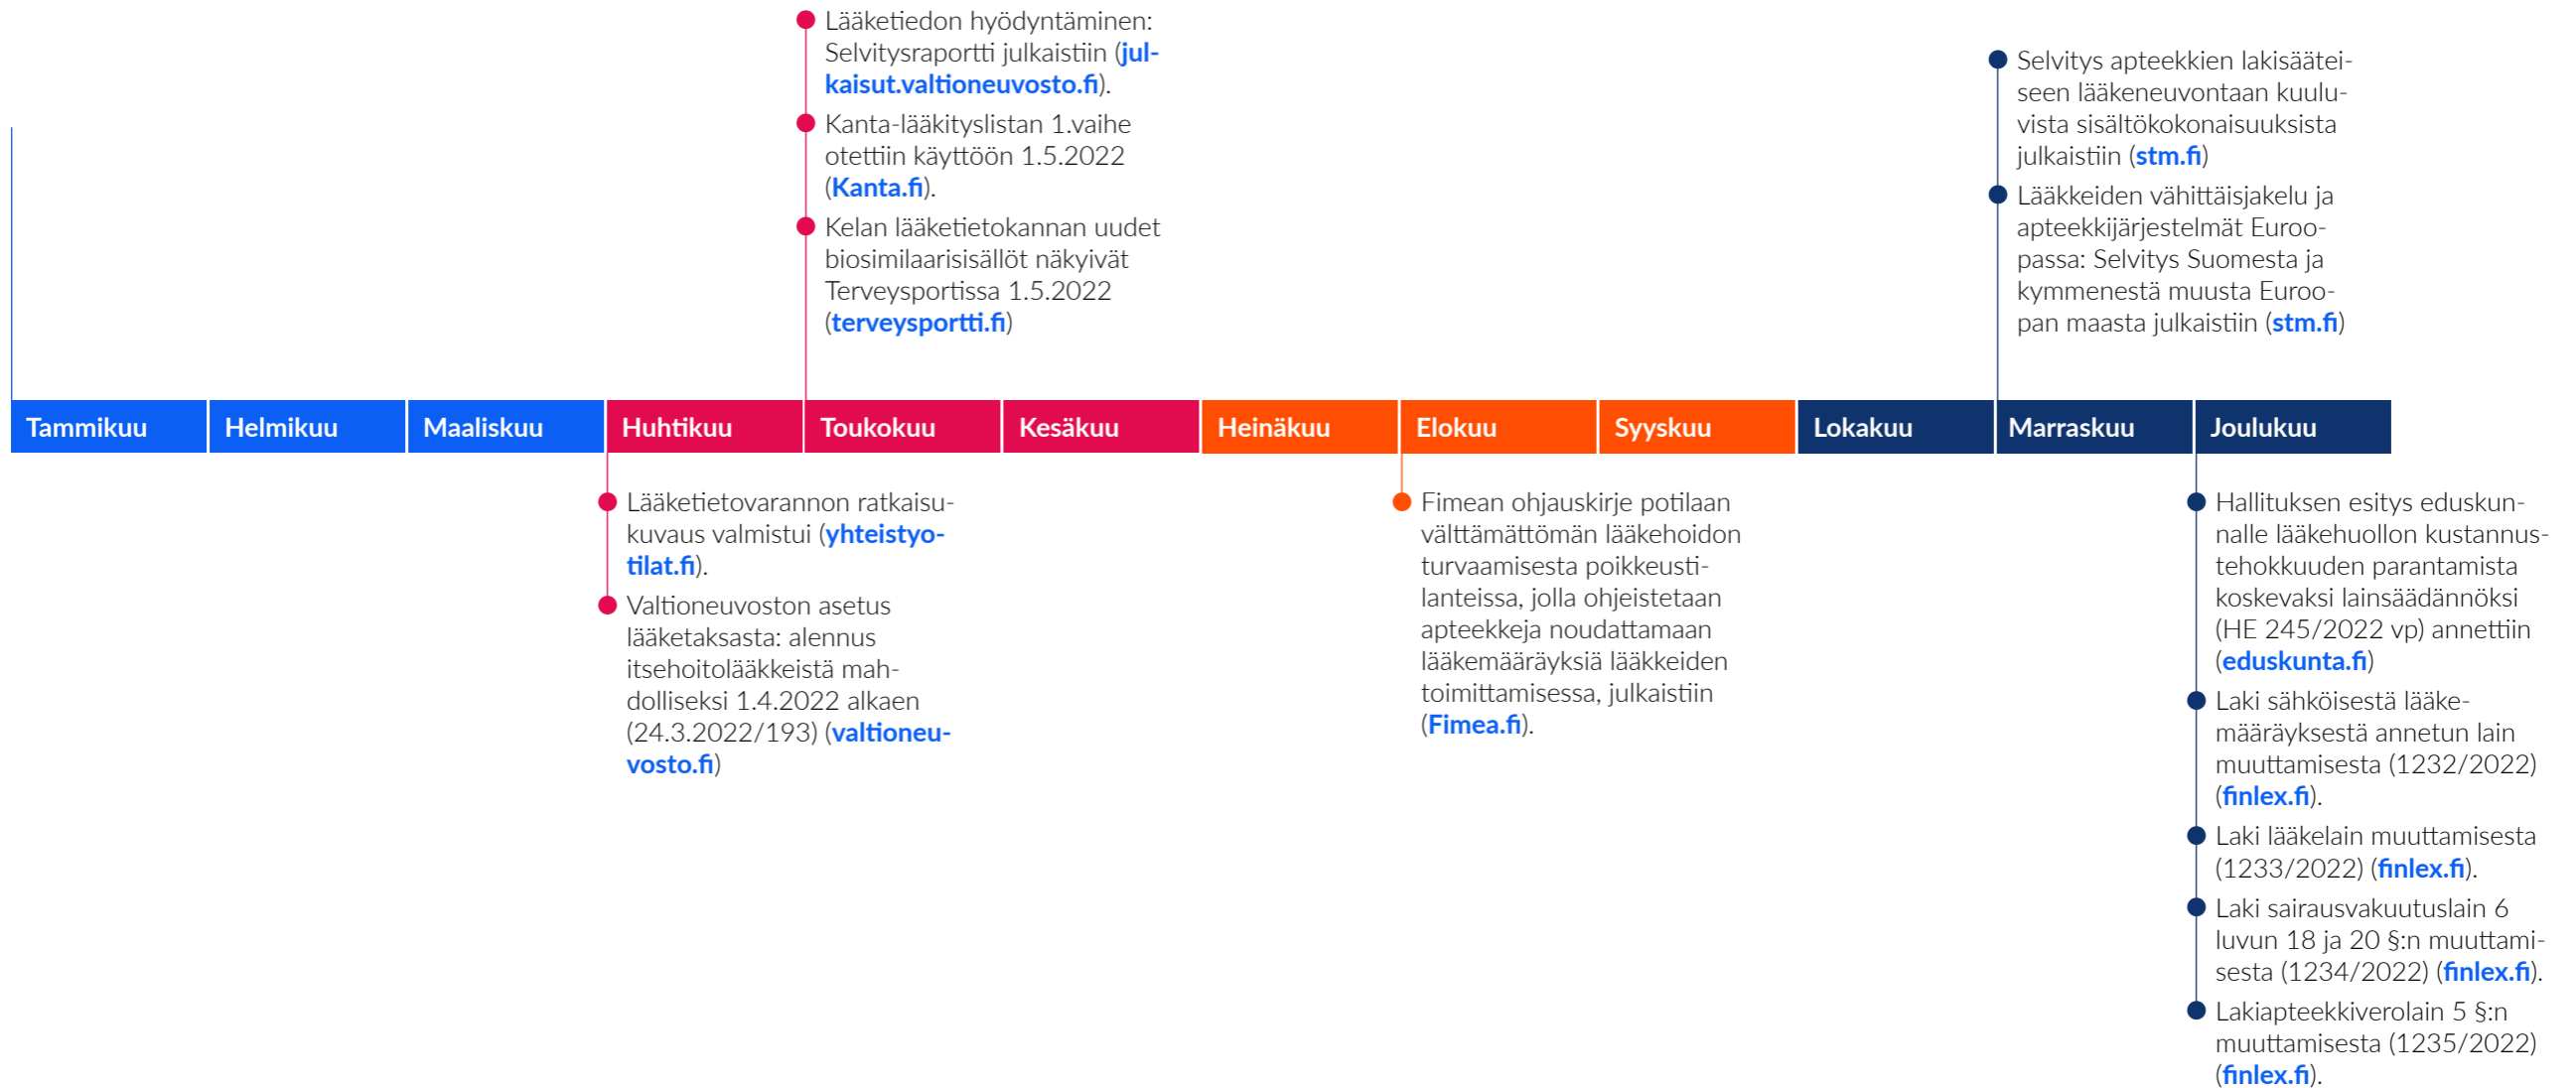 Lääketiedon hyödyntäminen:
Selvitysraportti julkaistiin (jul-
kaisut.valtioneuvosto.fi).
Kanta-lääkityslistan 1.vaihe
otettiin käyttöön 1.5.2022
(Kanta.fi).
Kelan lääketietokannan uudet
biosimilaarisisällöt näkyivät
Terveysportissa 1.5.2022
(terveysportti.fi)
Selvitys apteekkien lakisäätei-
seen lääkeneuvontaan kuulu-
vista sisältökokonaisuuksista
julkaistiin (stm.fi)
Lääkkeiden vähittäisjakelu ja
apteekkijärjestelmät Euroo-
passa: Selvitys Suomesta ja
kymmenestä muusta Euroo-
pan maasta julkaistiin (stm.fi)
Tammikuu
Helmikuu
Maaliskuu
Huhtikuu
Toukokuu
Kesäkuu
Heinäkuu
Elokuu
Syyskuu
Lokakuu
Marraskuu
Joulukuu
Lääketietovarannon ratkaisu-
kuvaus valmistui (yhteistyo-
tilat.fi).
Valtioneuvoston asetus
lääketaksasta: alennus
itsehoitolääkkeistä mah-
dolliseksi 1.4.2022 alkaen
(24.3.2022/193) (valtioneu-
vosto.fi)
Fimean ohjauskirje potilaan
välttämättömän lääkehoidon
turvaamisesta poikkeusti-
lanteissa, jolla ohjeistetaan
apteekkeja noudattamaan
lääkemääräyksiä lääkkeiden
toimittamisessa, julkaistiin
(Fimea.fi).
Hallituksen esitys eduskun-
nalle lääkehuollon kustannus-
tehokkuuden parantamista
koskevaksi lainsäädännöksi
(HE 245/2022 vp) annettiin
(eduskunta.fi)
Laki sähköisestä lääke-
määräyksestä annetun lain
muuttamisesta (1232/2022)
(finlex.fi).
Laki lääkelain muuttamisesta
(1233/2022) (finlex.fi).
Laki sairausvakuutuslain 6
luvun 18 ja 20 §:n muuttami-
sesta (1234/2022) (finlex.fi).
Lakiapteekkiverolain 5 §:n
muuttamisesta (1235/2022)
(finlex.fi).